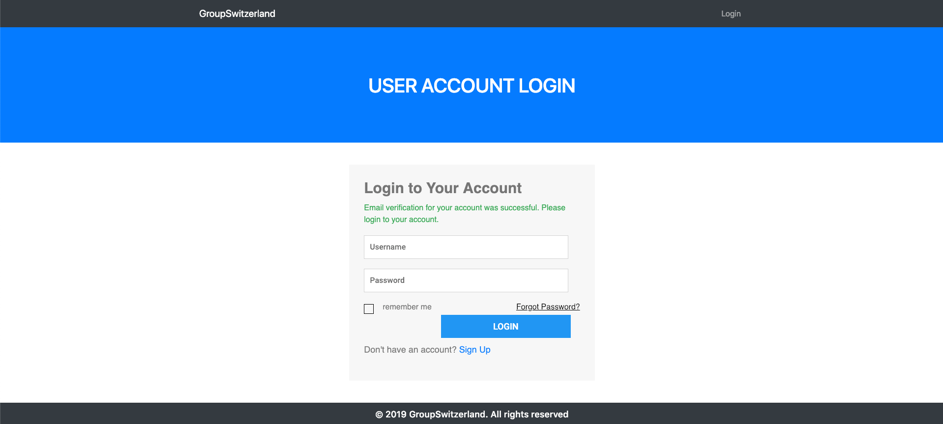 GroupSwitzerland
Login
USER ACCOUNT LOGIN
Login to Your Account
Email verification for your account was successful. Please
login to your account.
Username
Password
remember me
Forgot Password?
LOGIN
Don't have an account? Sign Up
© 2019 GroupSwitzerland. All rights reserved